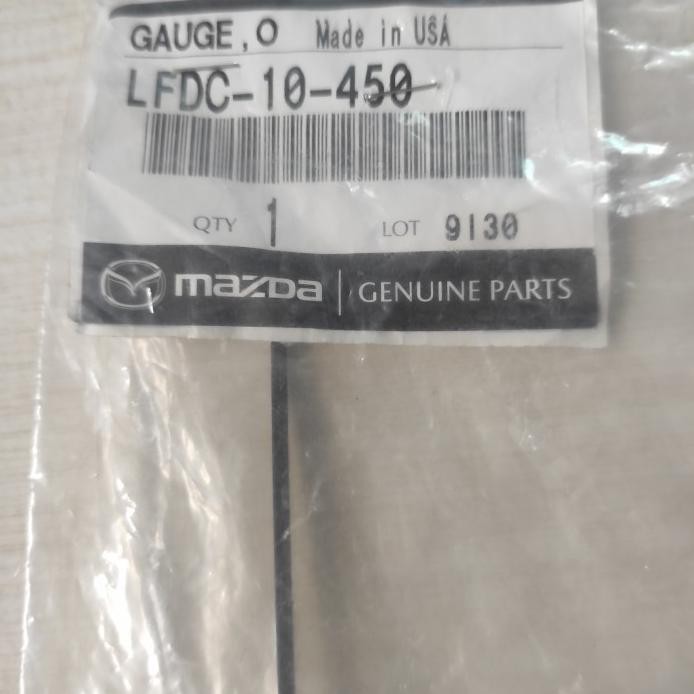 GAUGE,O Made in USA
LFDC-10-450
QTY 1 LOT 9130
mazda GENUINE PARTS